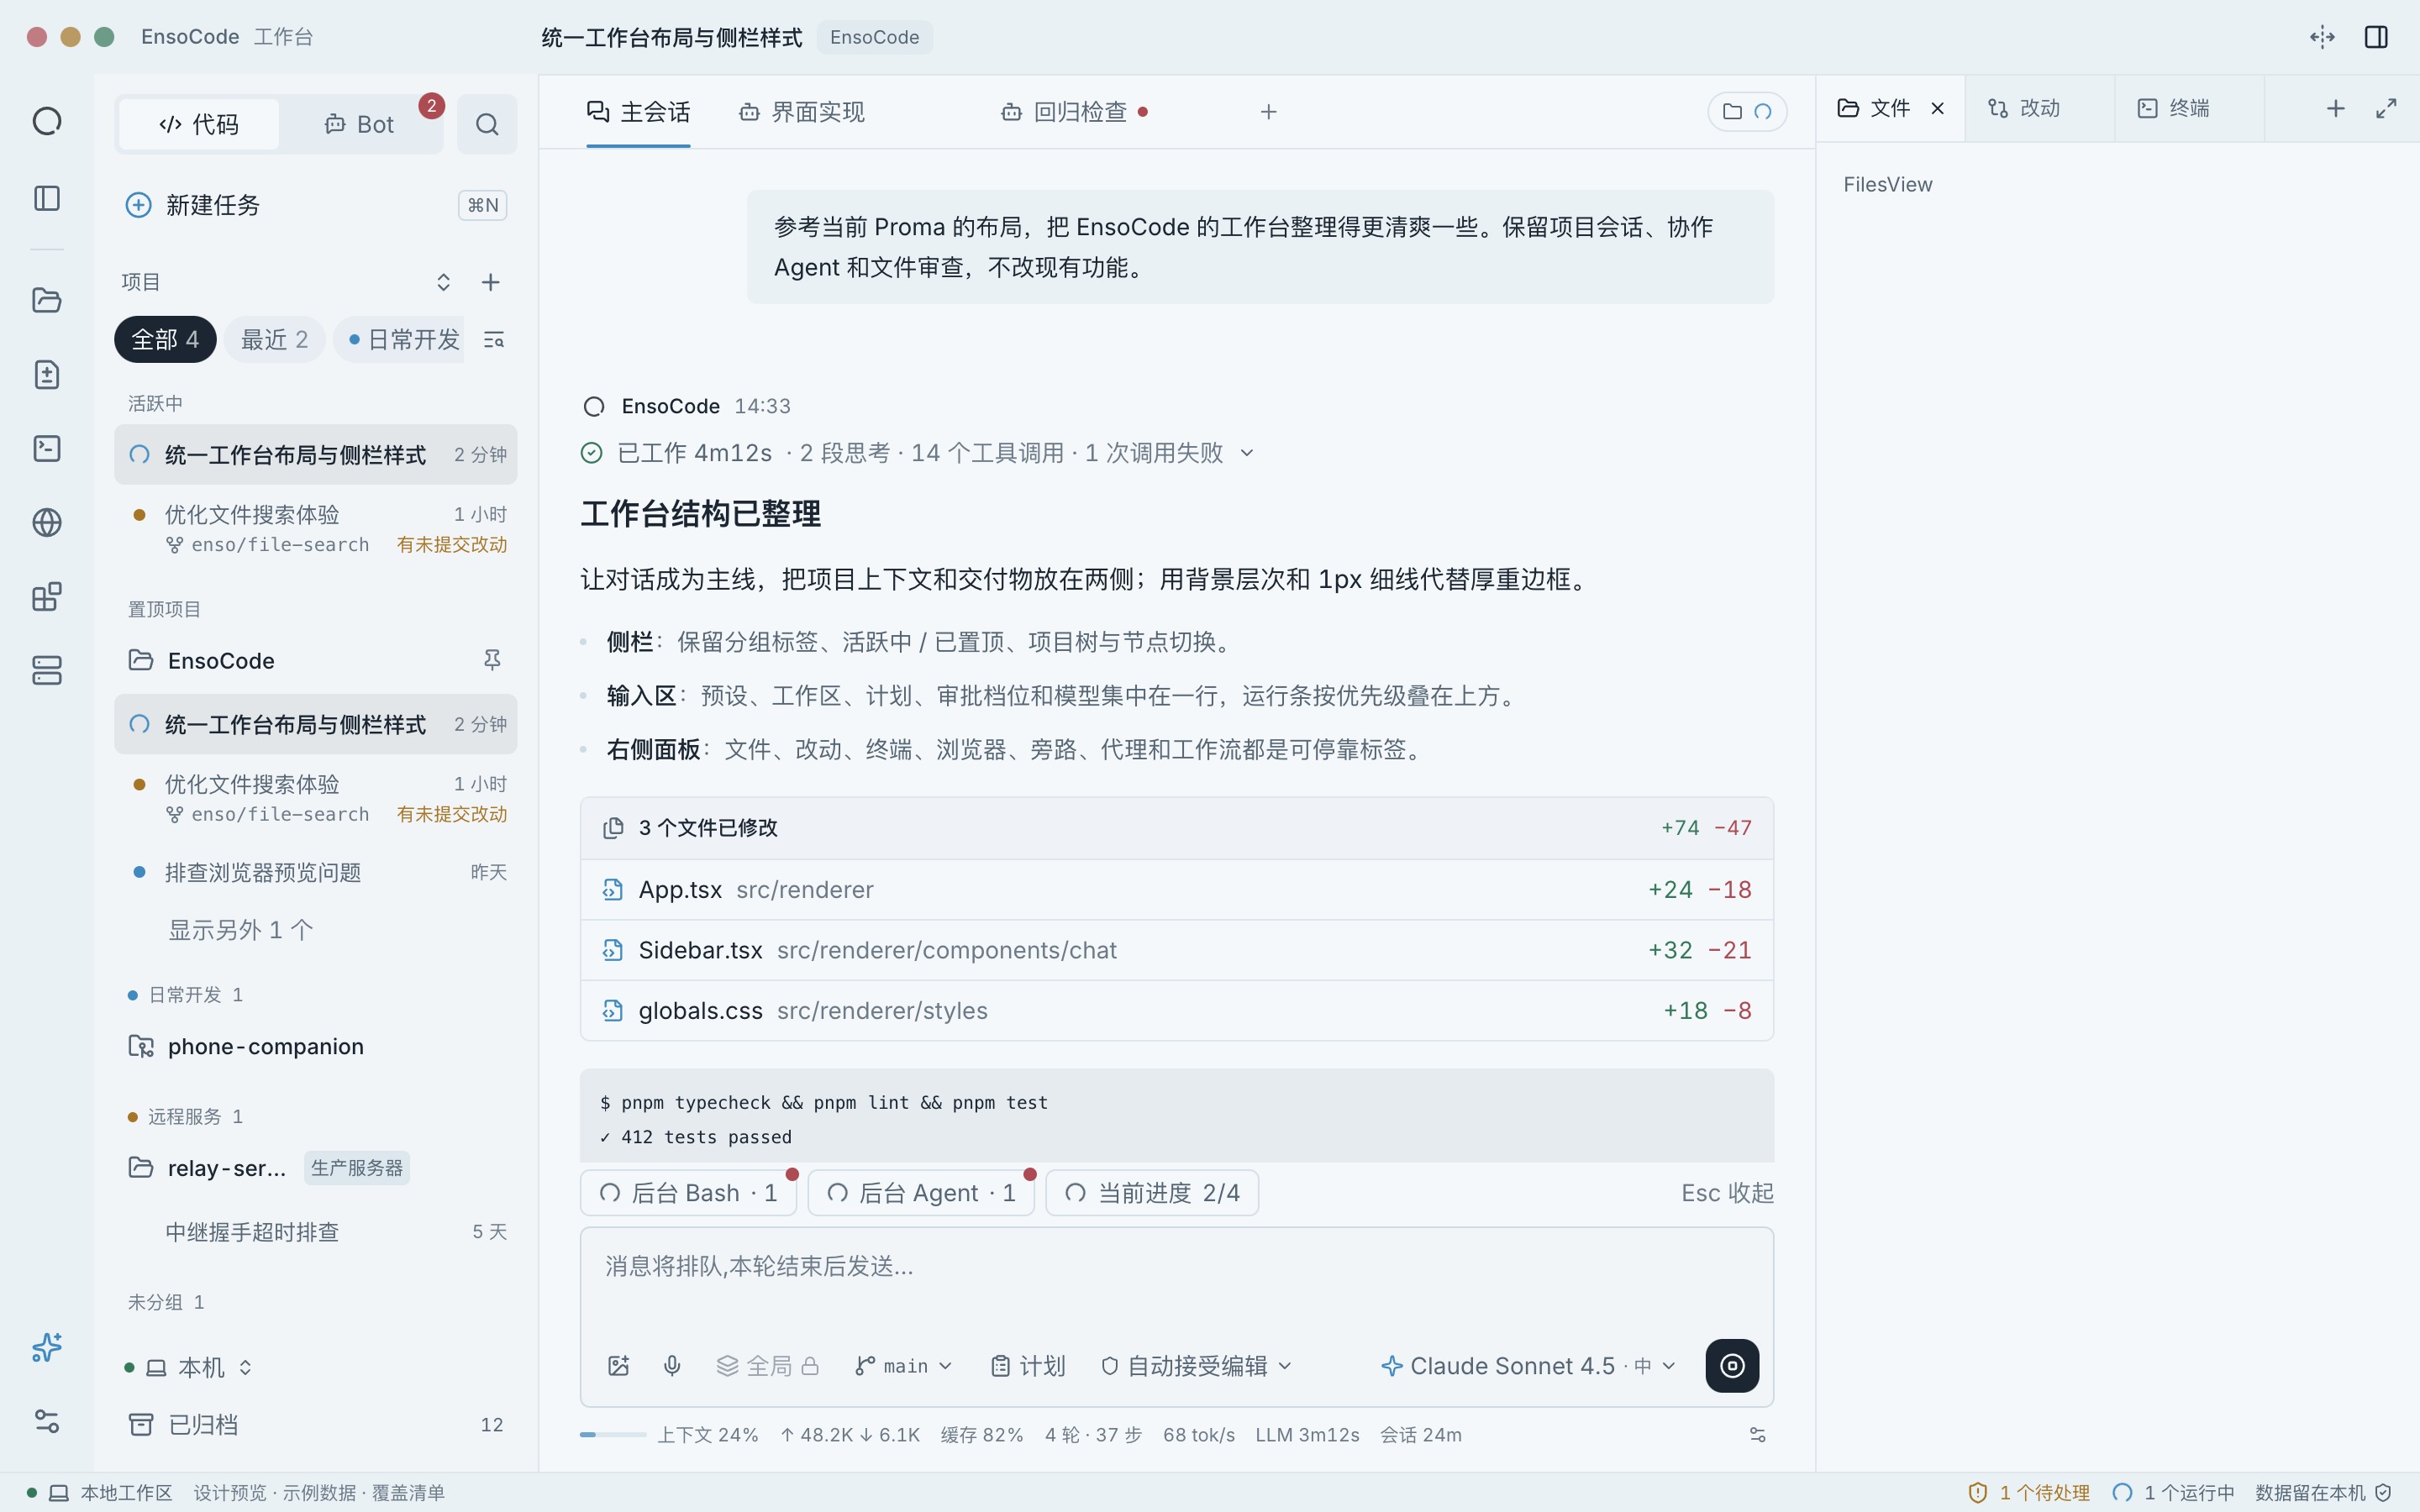 EnsoCode 工作台
统一工作台布局与侧栏样式 EnsoCode
代码 Bot 2
新建任务 ⌘N
项目
全部 4 最近 2 日常开发
活跃中
统一工作台布局与侧栏样式 2 分钟
优化文件搜索体验 1 小时
enso/file-search 有未提交改动
置顶项目
EnsoCode
统一工作台布局与侧栏样式 2 分钟
优化文件搜索体验 1 小时
enso/file-search 有未提交改动
排查浏览器预览问题 昨天
显示另外 1 个
日常开发 1
phone-companion
远程服务 1
relay-ser... 生产服务器
中继握手超时排查 5 天
未分组 1
本机
已归档 12
主会话 界面实现 回归检查
参考当前 Proma 的布局，把 EnsoCode 的工作台整理得更清爽一些。保留项目会话、协作
Agent 和文件审查，不改现有功能。
EnsoCode 14:33
已工作 4m12s · 2 段思考 · 14 个工具调用 · 1 次调用失败
工作台结构已整理
让对话成为主线，把项目上下文和交付物放在两侧；用背景层次和 1px 细线代替厚重边框。
• 侧栏：保留分组标签、活跃中 / 已置顶、项目树与节点切换。
• 输入区：预设、工作区、计划、审批档位和模型集中在一行，运行条按优先级叠在上方。
• 右侧面板：文件、改动、终端、浏览器、旁路、代理和工作流都是可停靠标签。
3 个文件已修改 +74 −47
App.tsx src/renderer +24 −18
Sidebar.tsx src/renderer/components/chat +32 −21
globals.css src/renderer/styles +18 −8
$ pnpm typecheck && pnpm lint && pnpm test
✓ 412 tests passed
后台 Bash · 1 后台 Agent · 1 当前进度 2/4 Esc 收起
消息将排队,本轮结束后发送...
全局 main 计划 自动接受编辑 Claude Sonnet 4.5 · 中
上下文 24% ↑ 48.2K ↓ 6.1K 缓存 82% 4 轮 · 37 步 68 tok/s LLM 3m12s 会话 24m
文件 改动 终端
FilesView
本地工作区 设计预览 · 示例数据 · 覆盖清单
1 个待处理 1 个运行中 数据留在本机